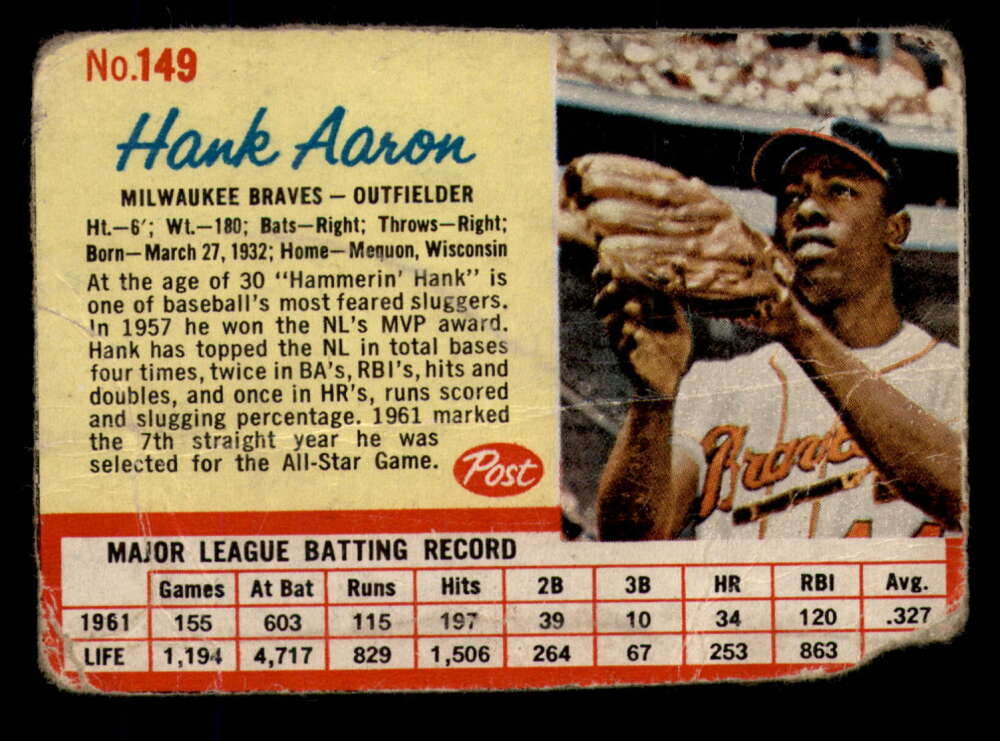 No.149
Hank Aaron
MILWAUKEE BRAVES – OUTFIELDER
Ht.–6'; Wt.–180; Bats–Right; Throws–Right;
Born–March 27, 1932; Home–Mequon, Wisconsin
At the age of 30 "Hammerin' Hank" is
one of baseball's most feared sluggers.
In 1957 he won the NL's MVP award.
Hank has topped the NL in total bases
four times, twice in BA's, RBI's, hits and
doubles, and once in HR's, runs scored
and slugging percentage. 1961 marked
the 7th straight year he was
selected for the All-Star Game.
Post
Braves
44
MAJOR LEAGUE BATTING RECORD
Games At Bat Runs Hits 2B 3B HR RBI Avg.
1961 155 603 115 197 39 10 34 120 .327
LIFE 1,194 4,717 829 1,506 264 67 253 863